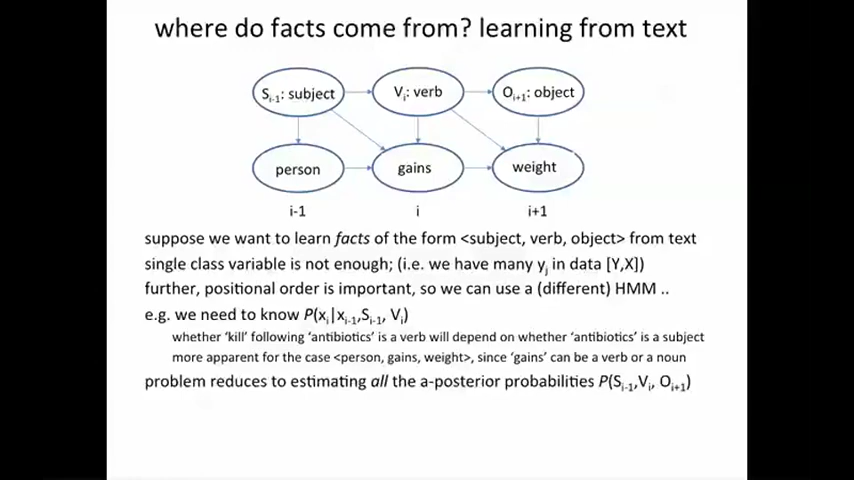 where do facts come from? learning from text
Sᵢ₋₁: subject
Vᵢ: verb
Oᵢ₊₁: object
person
gains
weight
i-1
i
i+1
suppose we want to learn facts of the form <subject, verb, object> from text
single class variable is not enough; (i.e. we have many yⱼ in data [Y,X])
further, positional order is important, so we can use a (different) HMM ..
e.g. we need to know P(xᵢ|xᵢ₋₁,Sᵢ₋₁, Vᵢ)
whether 'kill' following 'antibiotics' is a verb will depend on whether 'antibiotics' is a subject
more apparent for the case <person, gains, weight>, since 'gains' can be a verb or a noun
problem reduces to estimating all the a-posterior probabilities P(Sᵢ₋₁,Vᵢ, Oᵢ₊₁)